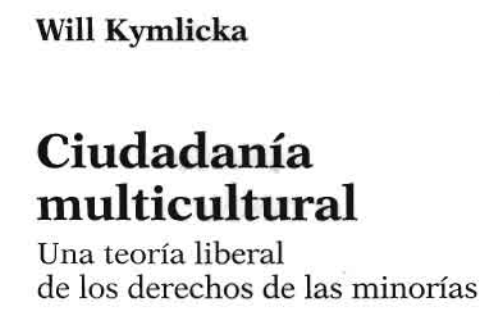 Will Kymlicka
Ciudadanía
multicultural
Una teoría liberal
de los derechos de las minorías